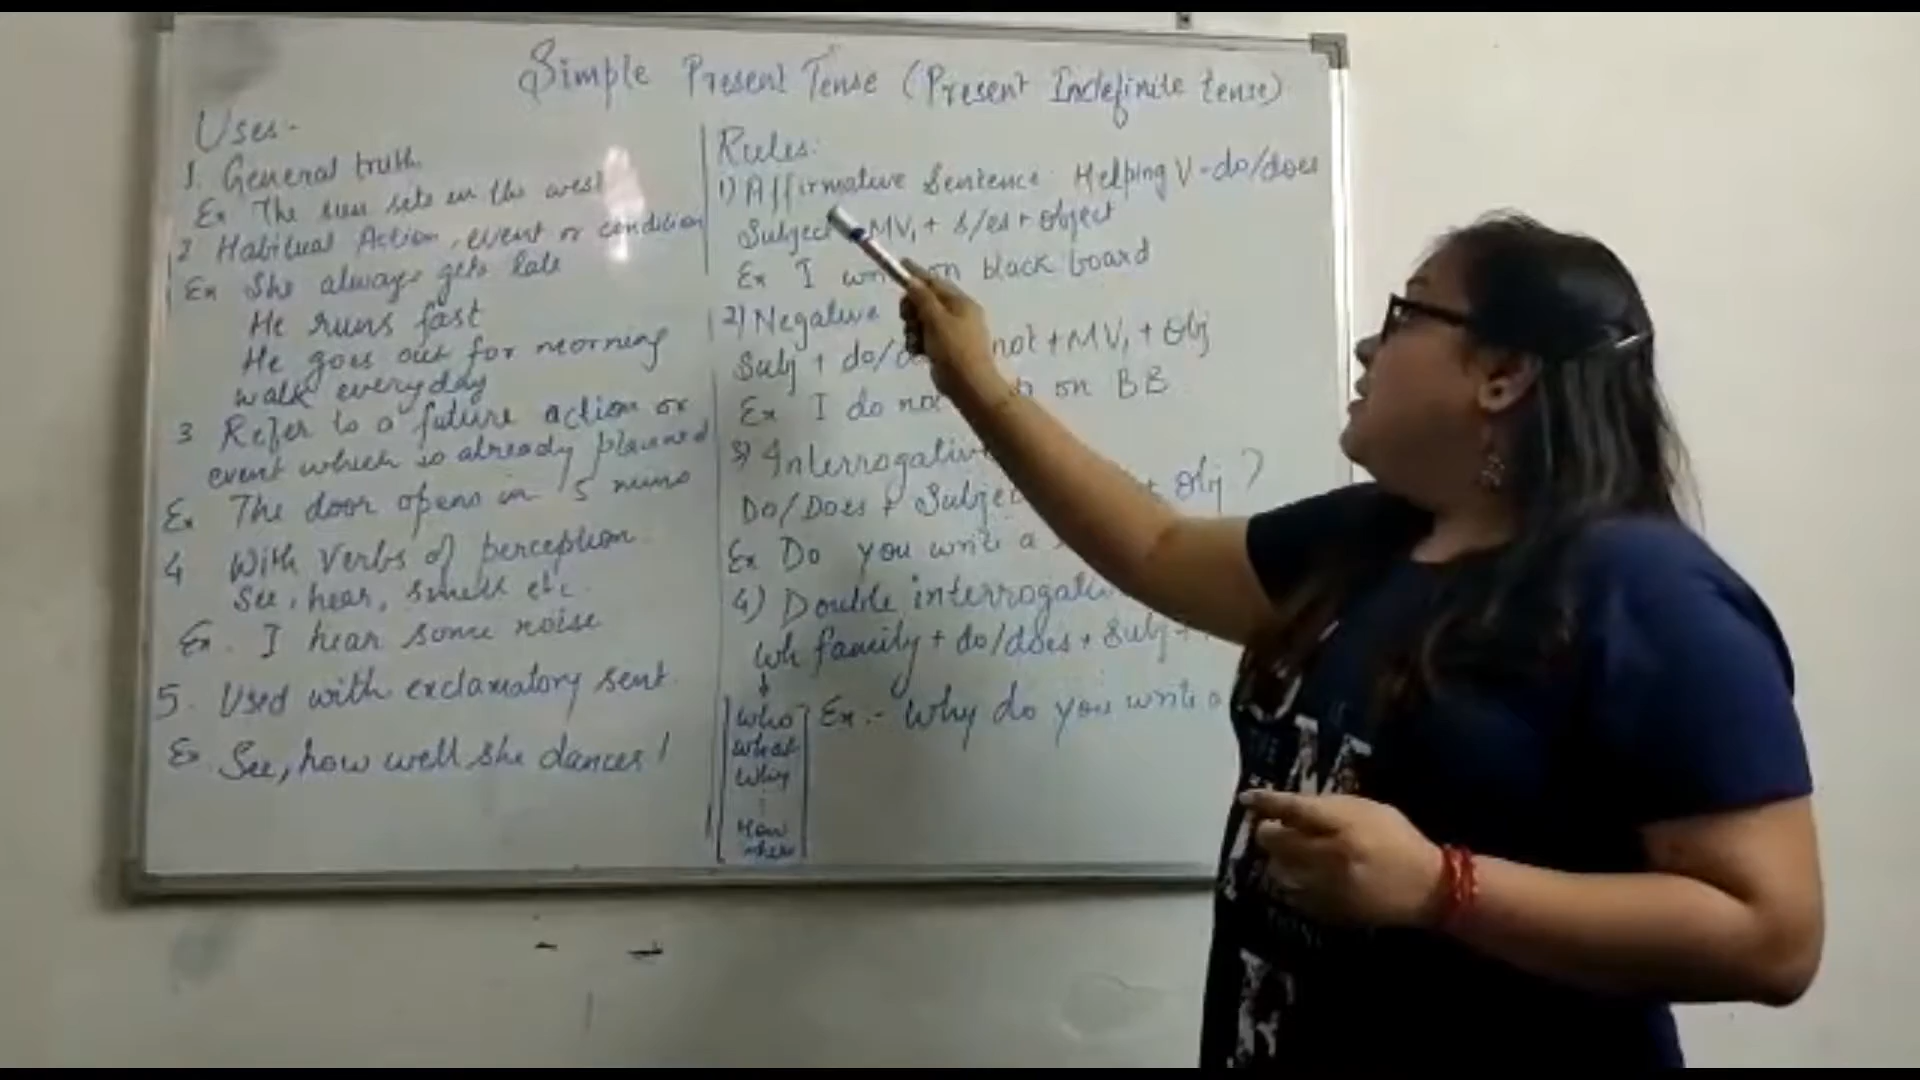 Simple Present Tense (Present Indefinite tense)
Uses-
1. General truth
Ex The sun sets in the west
2 Habitual Action, event or condition
Ex She always gets late
He runs fast
He goes out for morning
walk everyday
3 Refer to a future action or
event which is already planned
Ex The door opens in 5 mins
4 With Verbs of perception
See, hear, smell etc.
Ex. I hear some noise
5. Used with exclamatory sent.
Ex. See, how well she dances!
Rules:
1) Affirmative Sentence: Helping V-do/does
Subject + MV1 + s/es + object
Ex I on black board
2) Negative
Subj + do/ not + MV1 + Obj
Ex I do not on BB
3) Interrogative
Do/Does + Subject + Obj ?
Ex Do you write a
4) Double interrogative
Wh family + do/does + Subj +
Who
what
why
How
when
Ex.- Why do you write a